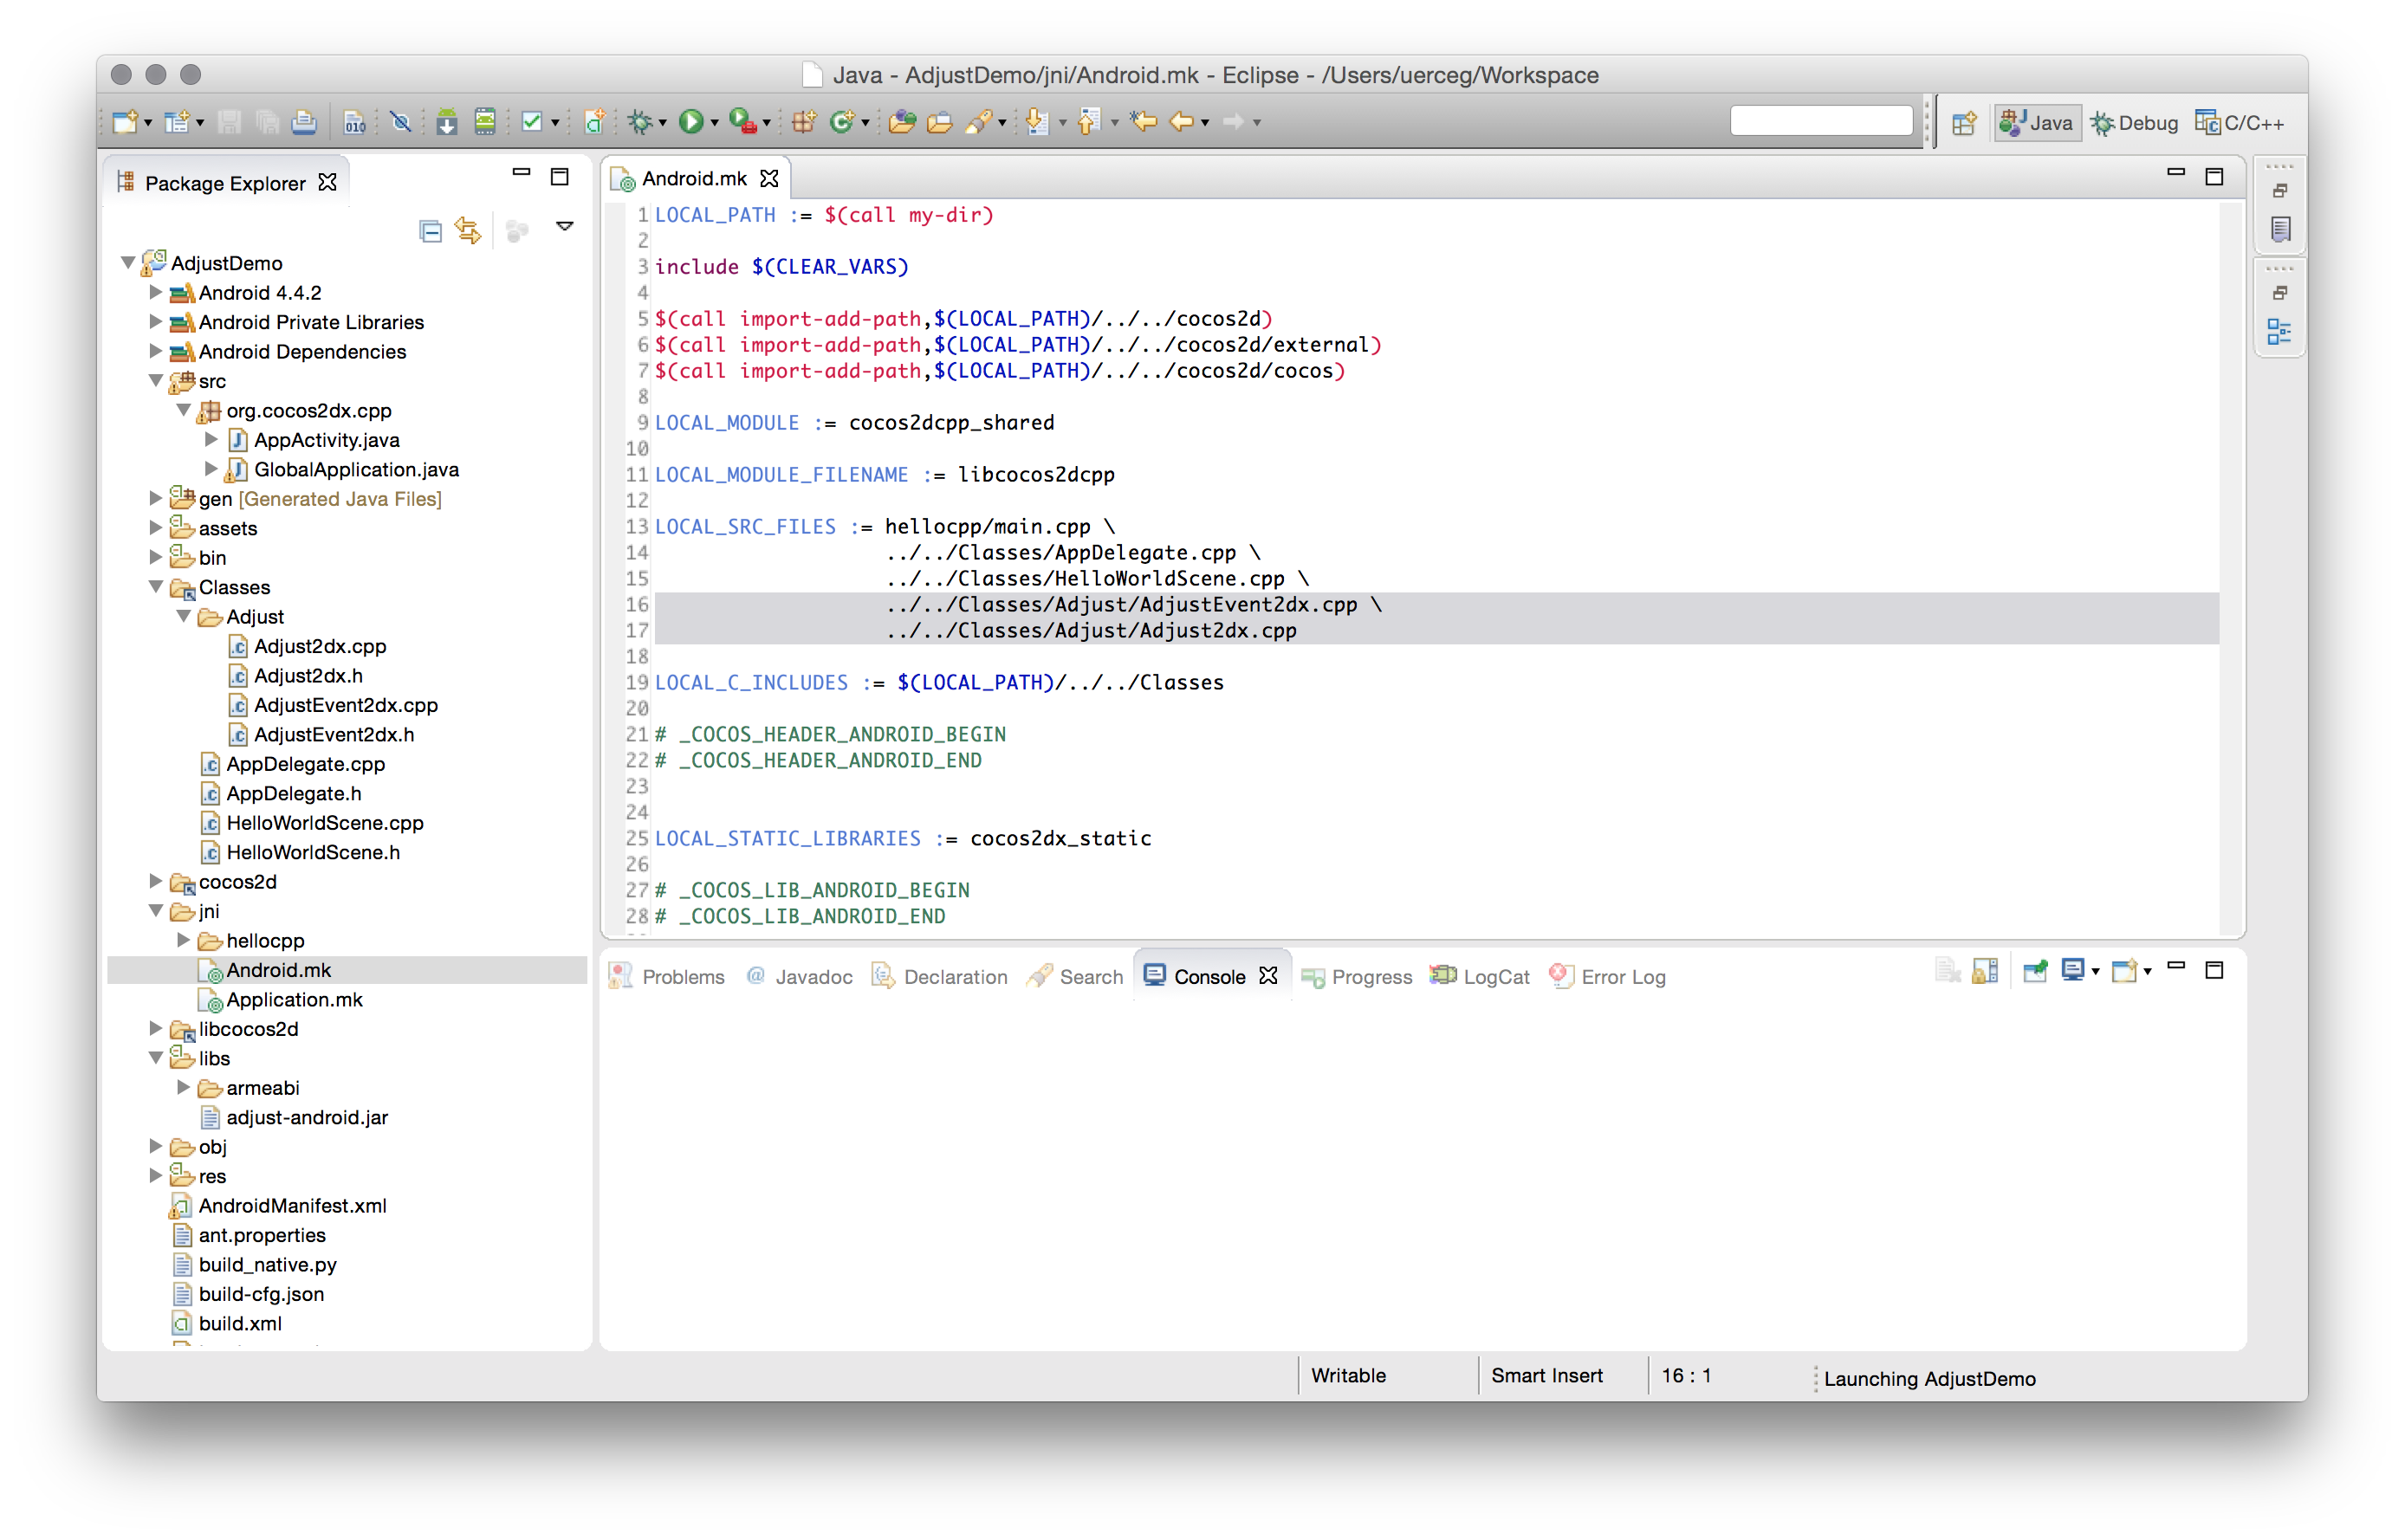 Java - AdjustDemo/jni/Android.mk - Eclipse - /Users/uerceg/Workspace
010
Java
Debug
C/C++
Package Explorer
AdjustDemo
Android 4.4.2
Android Private Libraries
Android Dependencies
src
org.cocos2dx.cpp
AppActivity.java
GlobalApplication.java
gen [Generated Java Files]
assets
bin
Classes
Adjust
Adjust2dx.cpp
Adjust2dx.h
AdjustEvent2dx.cpp
AdjustEvent2dx.h
AppDelegate.cpp
AppDelegate.h
HelloWorldScene.cpp
HelloWorldScene.h
cocos2d
jni
hellocpp
Android.mk
Application.mk
libcocos2d
libs
armeabi
adjust-android.jar
obj
res
AndroidManifest.xml
ant.properties
build_native.py
build-cfg.json
build.xml
Android.mk
1 LOCAL_PATH := $(call my-dir)
2
3 include $(CLEAR_VARS)
4
5 $(call import-add-path,$(LOCAL_PATH)/../../cocos2d)
6 $(call import-add-path,$(LOCAL_PATH)/../../cocos2d/external)
7 $(call import-add-path,$(LOCAL_PATH)/../../cocos2d/cocos)
8
9 LOCAL_MODULE := cocos2dcpp_shared
10
11 LOCAL_MODULE_FILENAME := libcocos2dcpp
12
13 LOCAL_SRC_FILES := hellocpp/main.cpp \
14 ../../Classes/AppDelegate.cpp \
15 ../../Classes/HelloWorldScene.cpp \
16 ../../Classes/Adjust/AdjustEvent2dx.cpp \
17 ../../Classes/Adjust/Adjust2dx.cpp
18
19 LOCAL_C_INCLUDES := $(LOCAL_PATH)/../../Classes
20
21 # _COCOS_HEADER_ANDROID_BEGIN
22 # _COCOS_HEADER_ANDROID_END
23
24
25 LOCAL_STATIC_LIBRARIES := cocos2dx_static
26
27 # _COCOS_LIB_ANDROID_BEGIN
28 # _COCOS_LIB_ANDROID_END
Problems
@ Javadoc
Declaration
Search
Console
Progress
LogCat
Error Log
Writable
Smart Insert
16 : 1
Launching AdjustDemo